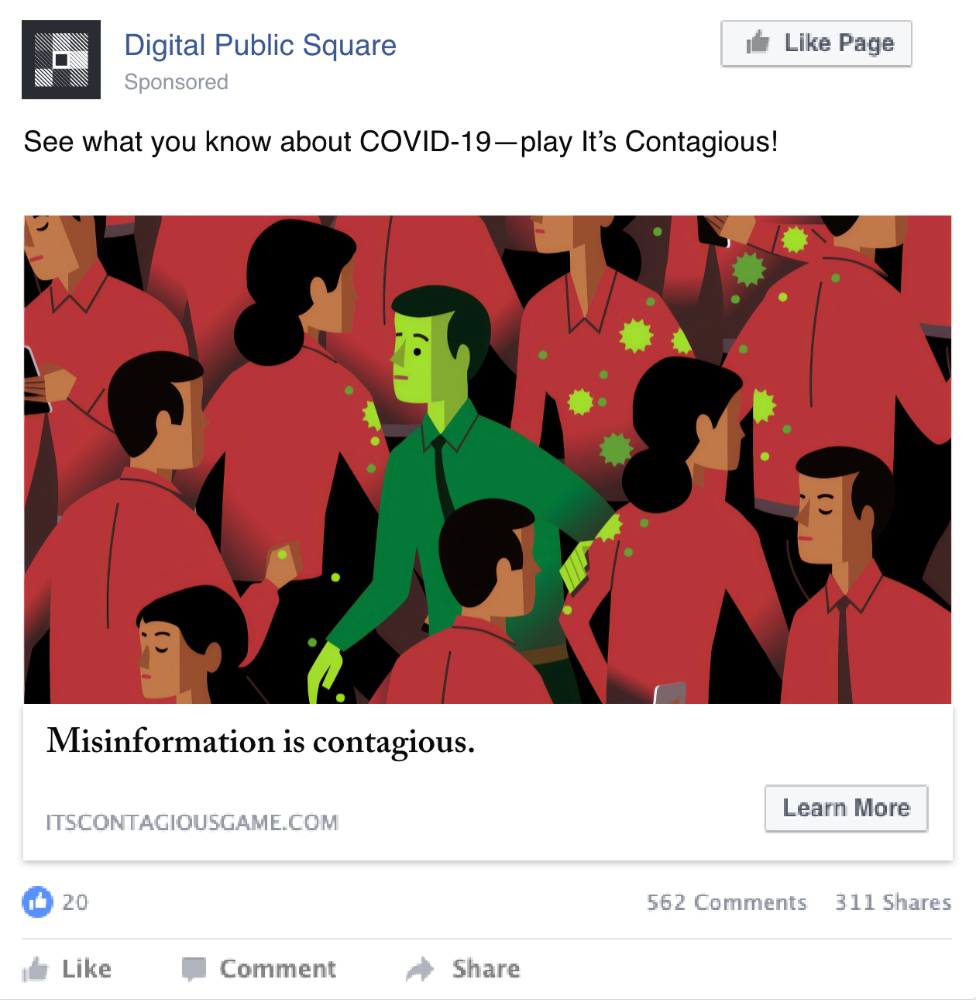 Digital Public Square
Like Page
Sponsored
See what you know about COVID-19—play It’s Contagious!
Misinformation is contagious.
ITSCONTAGIOUSGAME.COM
Learn More
20
562 Comments 311 Shares
Like Comment Share